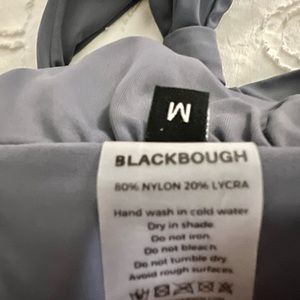 M
BLACKBOUGH
80% NYLON 20% LYCRA
Hand wash in cold water
Dry in shade.
Do not iron.
Do not bleach.
Do not tumble dry.
Avoid rough surfaces.